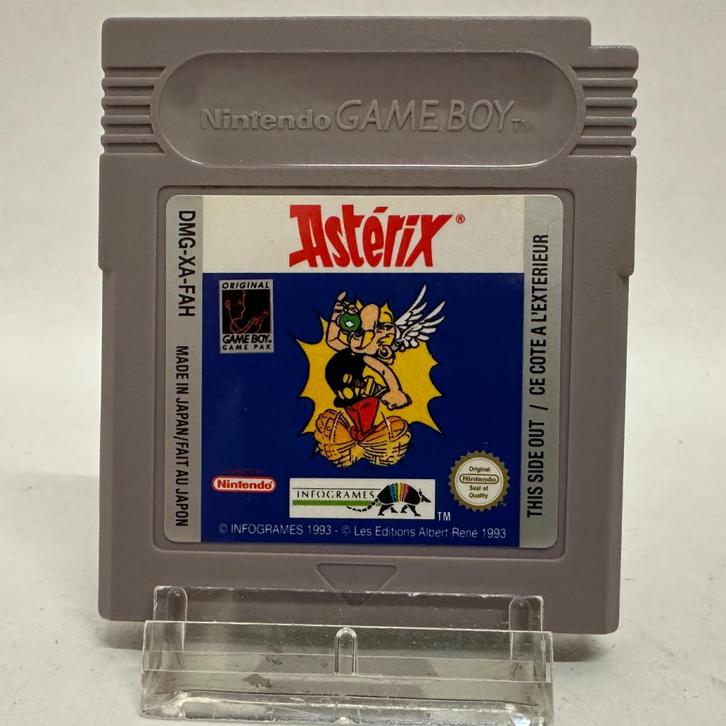 Nintendo GAME BOY TM
Astérix®
DMG-XA-FAH
MADE IN JAPAN/FAIT AU JAPON
ORIGINAL
GAME BOY TM
GAME PAK
THIS SIDE OUT / CE COTE A L'EXTERIEUR
Nintendo®
INFOGRAMES
TM
Original
Nintendo
Seal of
Quality
TM
© INFOGRAMES 1993 - © Les Editions Albert René 1993